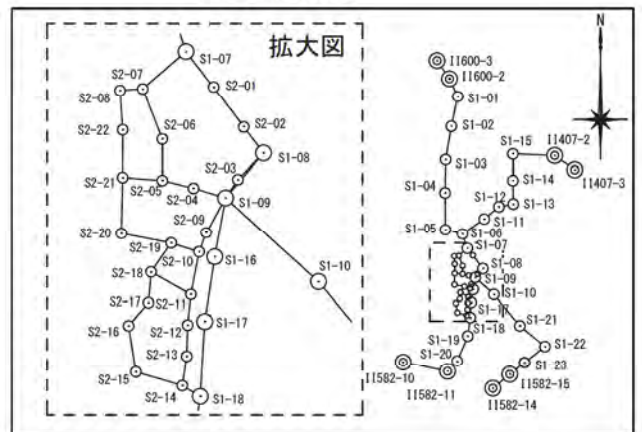 拡大図
S1-07
S2-07
S2-01
S2-08
S2-22
S2-06
S2-02
S1-08
S2-03
S2-21
S2-05
S2-04
S1-09
S2-09
S2-20
S2-19
S2-10
S1-16
S2-18
S1-10
S2-17
S2-11
S2-16
S2-12
S1-17
S2-13
S2-15
S2-14
S1-18
N
II600-3
II600-2
S1-01
S1-02
S1-15
II407-2
S1-03
II407-3
S1-14
S1-04
S1-12
S1-13
S1-11
S1-05
S1-06
S1-07
S1-08
S1-09
S1-10
S1-18
S1-21
S1-19
S1-22
S1-20
S1-23
II582-10
II582-15
II582-11
II582-14